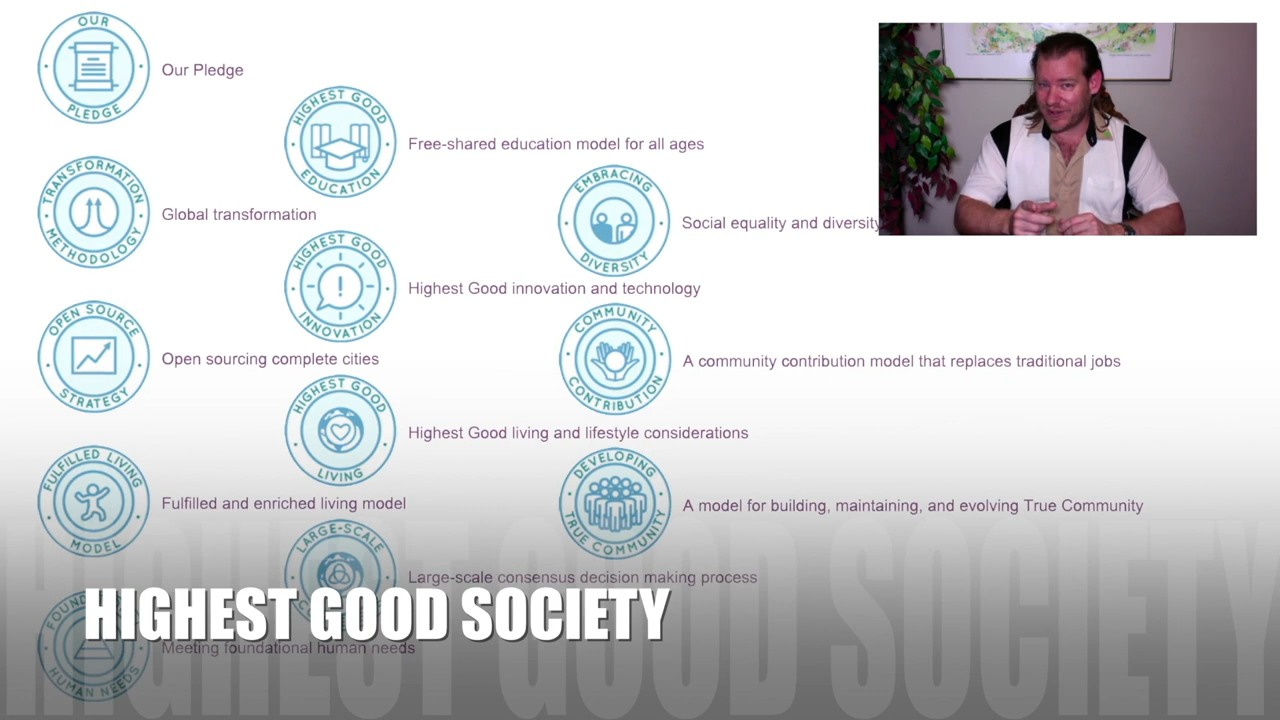 OUR
PLEDGE
Our Pledge
HIGHEST GOOD
EDUCATION
Free-shared education model for all ages
TRANSFORMATION
METHODOLOGY
Global transformation
EMBRACING
DIVERSITY
Social equality and diversity
HIGHEST GOOD
INNOVATION
Highest Good innovation and technology
OPEN SOURCE
STRATEGY
Open sourcing complete cities
COMMUNITY
CONTRIBUTION
A community contribution model that replaces traditional jobs
HIGHEST GOOD
LIVING
Highest Good living and lifestyle considerations
FULFILLED LIVING
MODEL
Fulfilled and enriched living model
DEVELOPING
TRUE COMMUNITY
A model for building, maintaining, and evolving True Community
LARGE-SCALE
Large-scale consensus decision making process
HUMAN NEEDS
Meeting foundational human needs
HIGHEST GOOD SOCIETY
HIGHEST GOOD SOCIETY